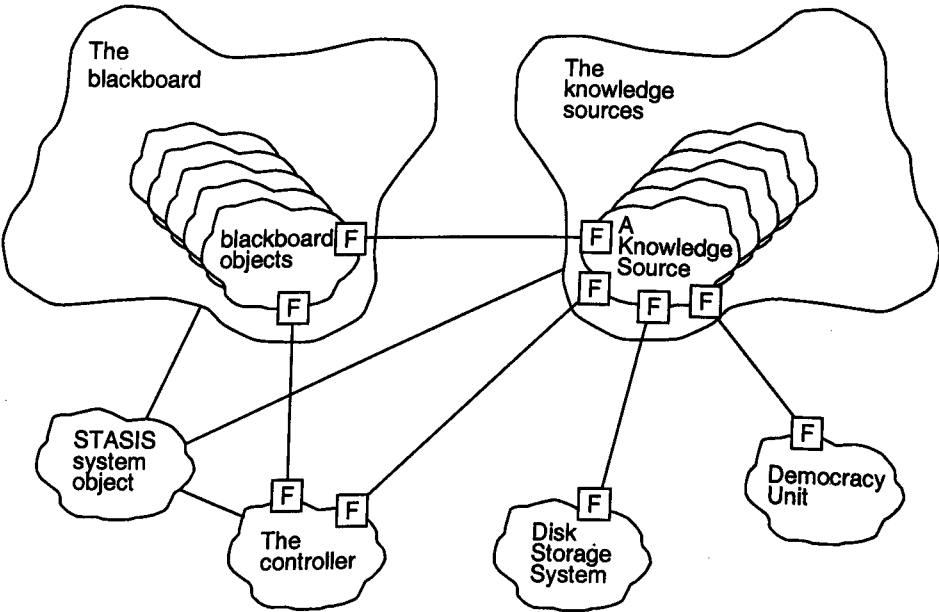 The
blackboard
The
knowledge
sources
blackboard
objects
F
F
A
Knowledge
Source
F
F
F
F
STASIS
system
object
F
F
The
controller
F
Disk
Storage
System
F
Democracy
Unit